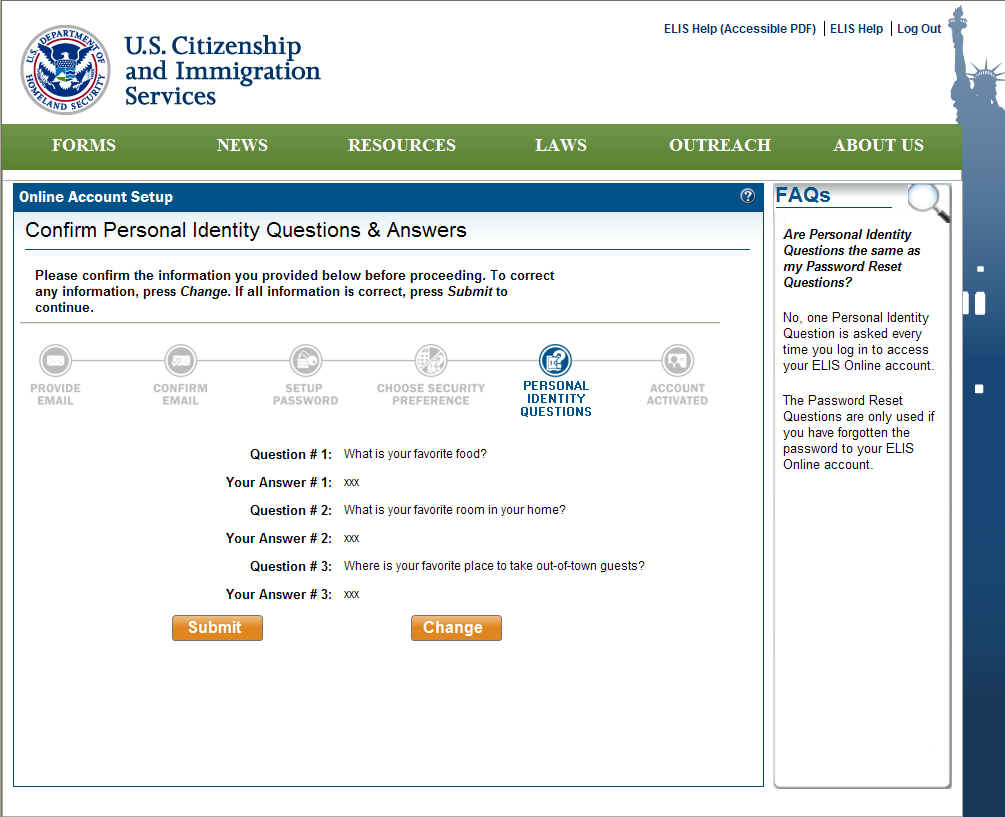 U.S. DEPARTMENT OF
HOMELAND SECURITY
U.S. Citizenship
and Immigration
Services
ELIS Help (Accessible PDF)
ELIS Help
Log Out
FORMS
NEWS
RESOURCES
LAWS
OUTREACH
ABOUT US
Online Account Setup
?
Confirm Personal Identity Questions & Answers
Please confirm the information you provided below before proceeding. To correct
any information, press Change. If all information is correct, press Submit to
continue.
PROVIDE
EMAIL
CONFIRM
EMAIL
SETUP
PASSWORD
CHOOSE SECURITY
PREFERENCE
PERSONAL
IDENTITY
QUESTIONS
ACCOUNT
ACTIVATED
Question # 1: What is your favorite food?
Your Answer # 1: xxx
Question # 2: What is your favorite room in your home?
Your Answer # 2: xxx
Question # 3: Where is your favorite place to take out-of-town guests?
Your Answer # 3: xxx
Submit
Change
FAQs
Are Personal Identity
Questions the same as
my Password Reset
Questions?
No, one Personal Identity
Question is asked every
time you log in to access
your ELIS Online account.
The Password Reset
Questions are only used if
you have forgotten the
password to your ELIS
Online account.